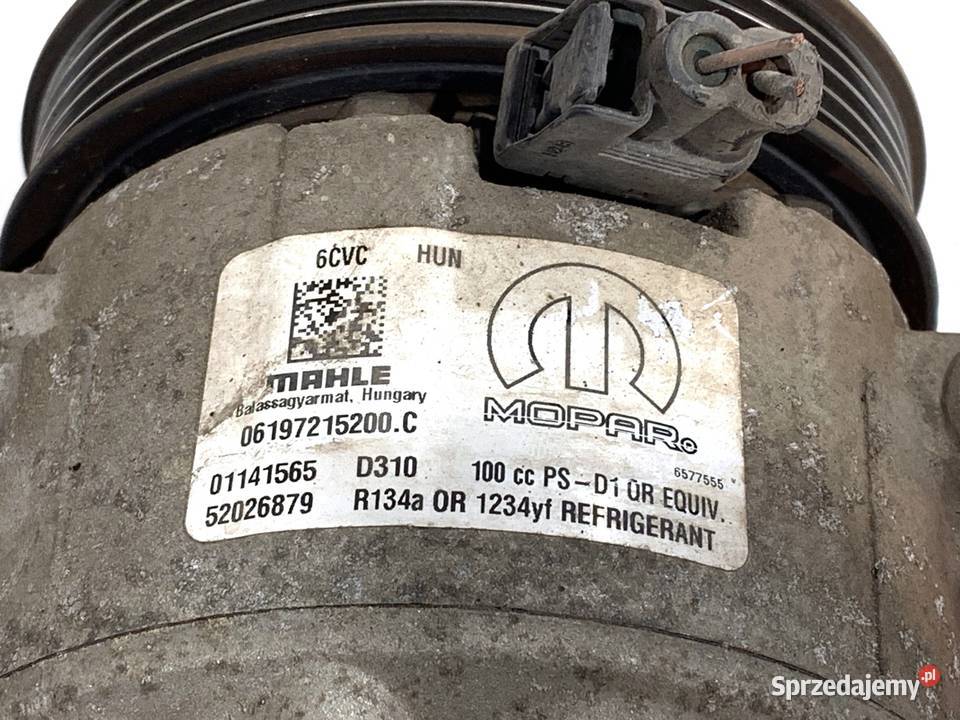 6CVC HUN
MAHLE
Balassagyarmat, Hungary
06197215200.C
MOPAR®
6577555
01141565 D310 100 cc PS-D1 OR EQUIV.
52026879 R134a OR 1234yf REFRIGERANT
Sprzedajemy.pl